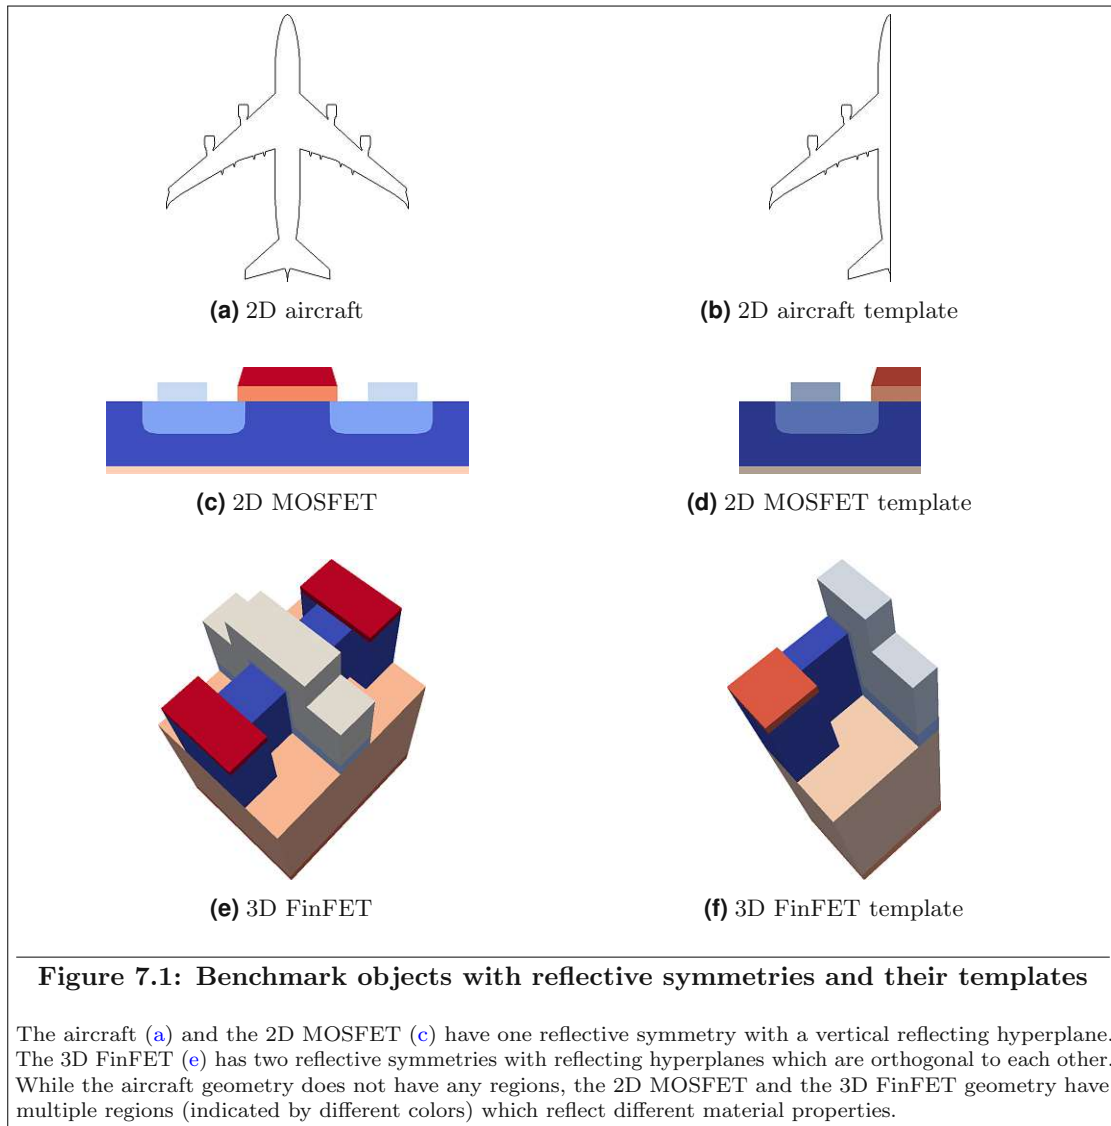 (a) 2D aircraft
(b) 2D aircraft template
(c) 2D MOSFET
(d) 2D MOSFET template
(e) 3D FinFET
(f) 3D FinFET template
Figure 7.1: Benchmark objects with reflective symmetries and their templates
The aircraft (a) and the 2D MOSFET (c) have one reflective symmetry with a vertical reflecting hyperplane.
The 3D FinFET (e) has two reflective symmetries with reflecting hyperplanes which are orthogonal to each other.
While the aircraft geometry does not have any regions, the 2D MOSFET and the 3D FinFET geometry have
multiple regions (indicated by different colors) which reflect different material properties.